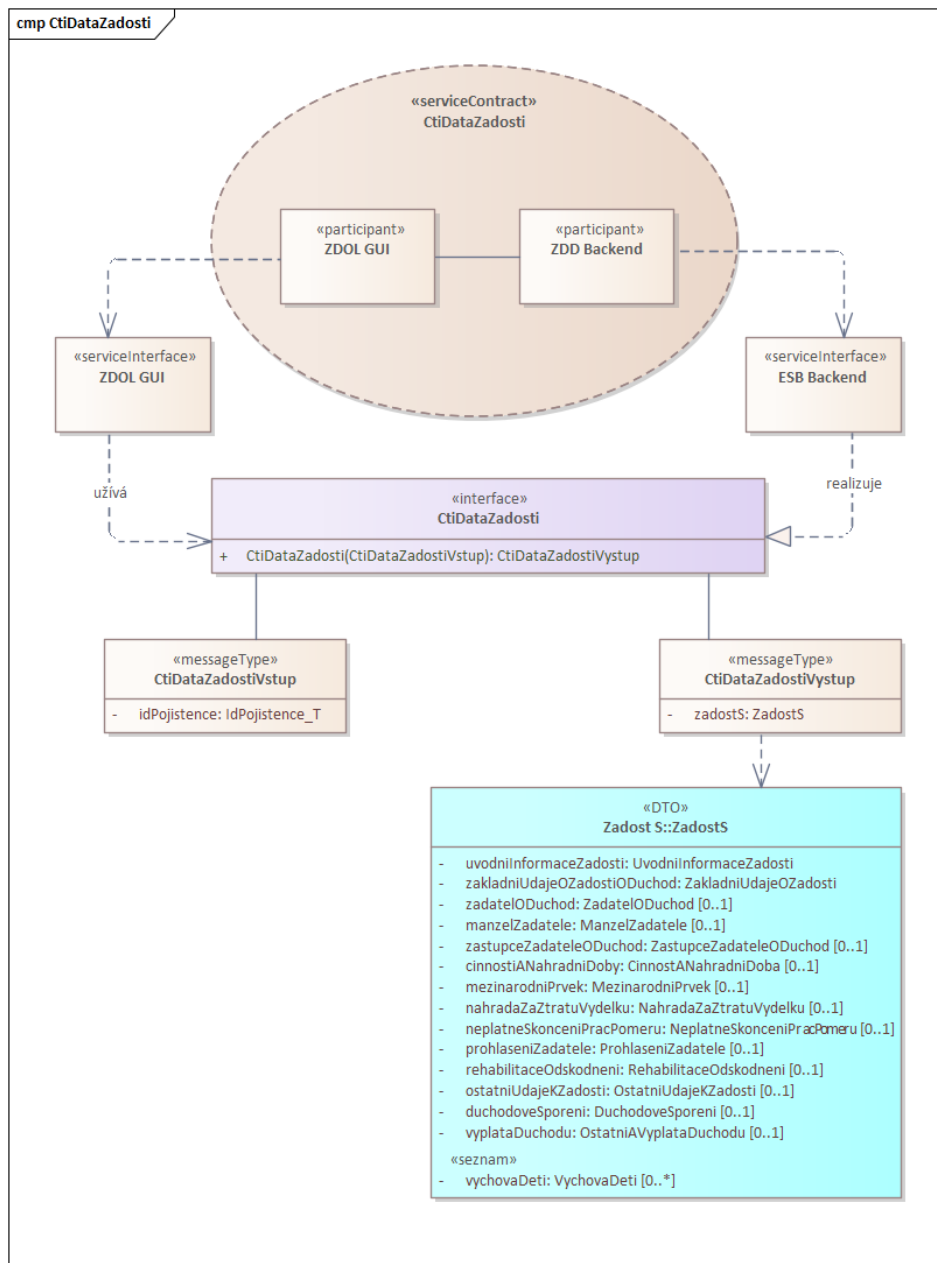 cmp CtiDataZadosti
«serviceContract»
CtiDataZadosti
«participant»
ZDOL GUI
«participant»
ZDD Backend
«serviceInterface»
ZDOL GUI
«serviceInterface»
ESB Backend
užívá
realizuje
«interface»
CtiDataZadosti
+ CtiDataZadosti(CtiDataZadostiVstup): CtiDataZadostiVystup
«messageType»
CtiDataZadostiVstup
- idPojistence: IdPojistence_T
«messageType»
CtiDataZadostiVystup
- zadostS: ZadostS
«DTO»
Zadost S::ZadostS
- uvodniInformaceZadosti: UvodniInformaceZadosti
- zakladniUdajeOZadostiODuchod: ZakladniUdajeOZadosti
- zadatelODuchod: ZadatelODuchod [0..1]
- manzelZadatele: ManzelZadatele [0..1]
- zastupceZadateleODuchod: ZastupceZadateleODuchod [0..1]
- cinnostiANahradniDoby: CinnostANahradniDoba [0..1]
- mezinarodniPrvek: MezinarodniPrvek [0..1]
- nahradaZaZtratuVydelku: NahradaZaZtratuVydelku [0..1]
- neplatneSkonceniPracPomeru: NeplatneSkonceniPracPomeru [0..1]
- prohlaseniZadatele: ProhlaseniZadatele [0..1]
- rehabilitaceOdskodneni: RehabilitaceOdskodneni [0..1]
- ostatniUdajeKZadosti: OstatniUdajeKZadosti [0..1]
- duchodoveSporeni: DuchodoveSporeni [0..1]
- vyplataDuchodu: OstatniAVyplataDuchodu [0..1]
«seznam»
- vychovaDeti: VychovaDeti [0..*]